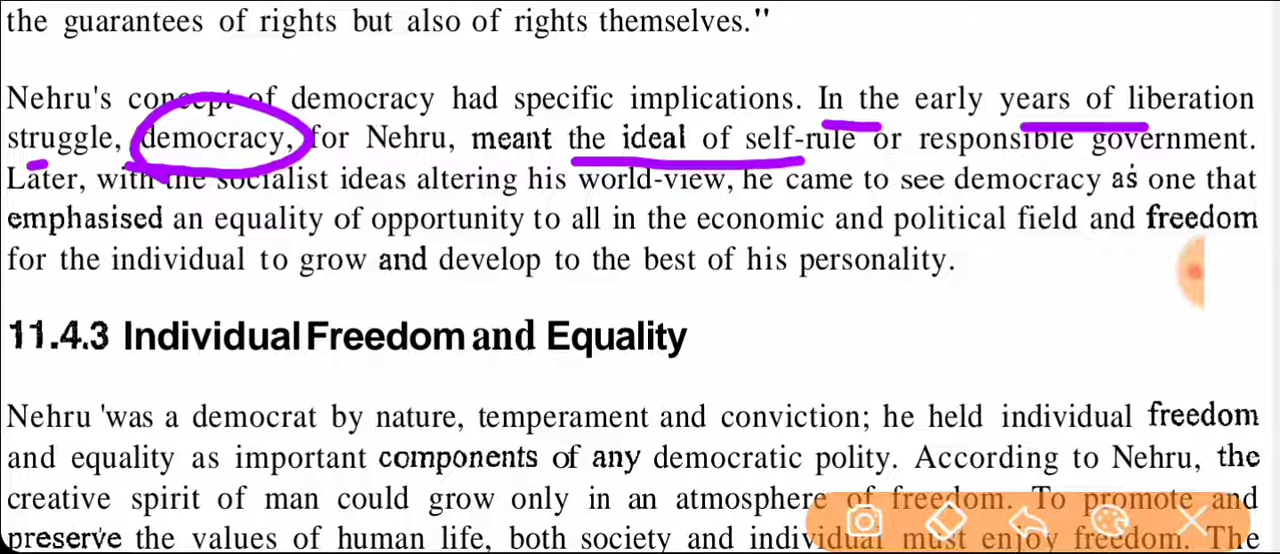 the guarantees of rights but also of rights themselves."
Nehru's concept of democracy had specific implications. In the early years of liberation
struggle, democracy, for Nehru, meant the ideal of self-rule or responsible government.
Later, with the socialist ideas altering his world-view, he came to see democracy as one that
emphasised an equality of opportunity to all in the economic and political field and freedom
for the individual to grow and develop to the best of his personality.
11.4.3 Individual Freedom and Equality
Nehru 'was a democrat by nature, temperament and conviction; he held individual freedom
and equality as important components of any democratic polity. According to Nehru, the
creative spirit of man could grow only in an atmosphere of freedom. To promote and
preserve the values of human life, both society and individual must enjoy freedom. The